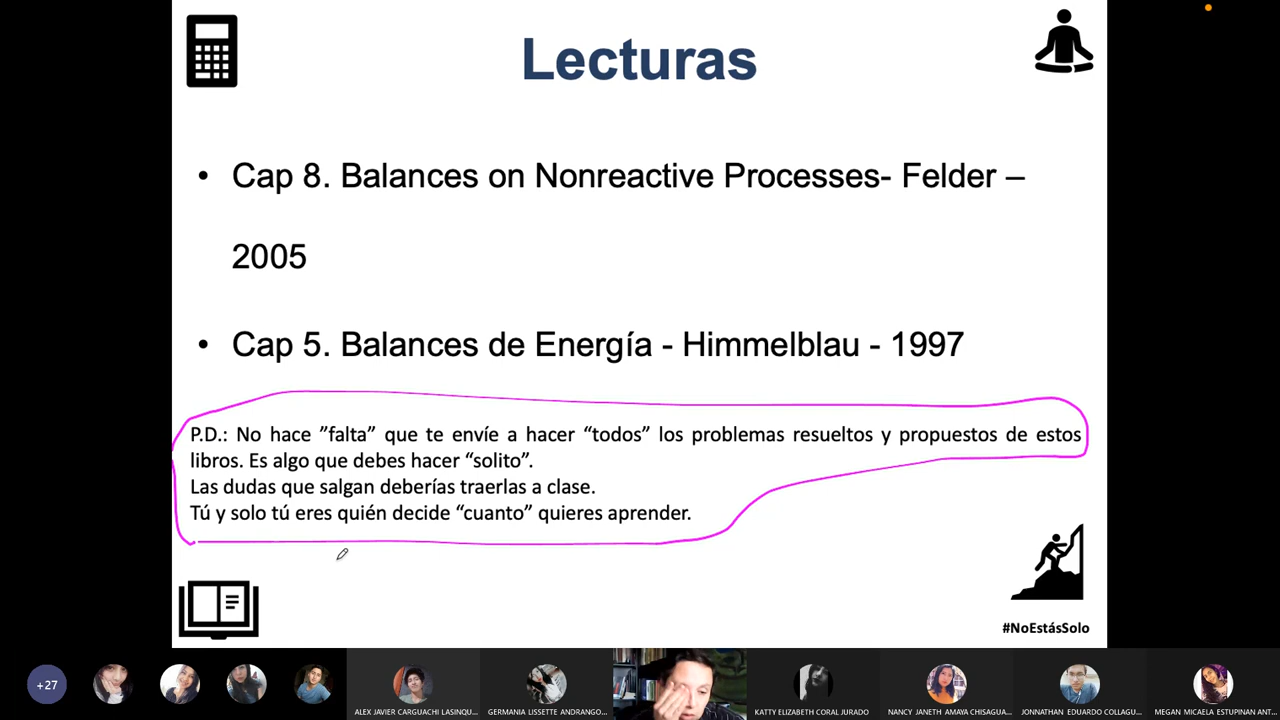 Lecturas
• Cap 8. Balances on Nonreactive Processes- Felder –
2005
• Cap 5. Balances de Energía - Himmelblau - 1997
P.D.: No hace ”falta” que te envíe a hacer “todos” los problemas resueltos y propuestos de estos
libros. Es algo que debes hacer “solito”.
Las dudas que salgan deberías traerlas a clase.
Tú y solo tú eres quién decide “cuanto” quieres aprender.
#NoEstásSolo
+27
ALEX JAVIER CARGUACHI LASINQU...
GERMANIA LISSETTE ANDRANGO...
KATTY ELIZABETH CORAL JURADO
NANCY JANETH AMAYA CHISAGUA...
JONNATHAN EDUARDO COLLAGU...
MEGAN MICAELA ESTUPINAN ANT...